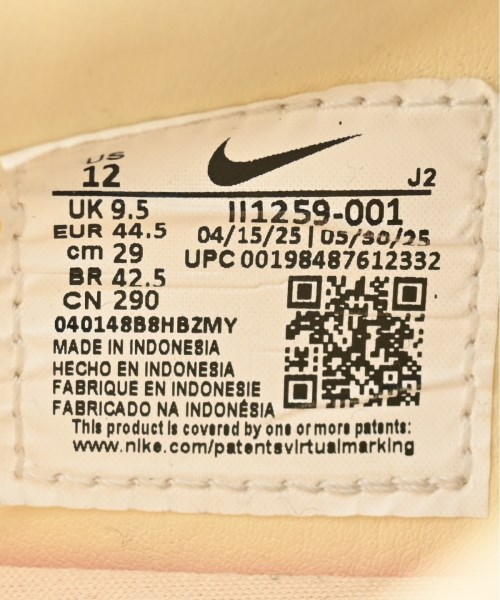 US
12
J2
UK 9.5
II1259-001
EUR 44.5
04/15/25 | 05/30/25
cm 29
UPC 00198487612332
BR 42.5
CN 290
040148B8HBZMY
MADE IN INDONESIA
HECHO EN INDONESIA
FABRIQUE EN INDONESIE
FABRICADO NA INDONÉSIA
This product is covered by one or more patents:
www.nike.com/patentsvirtualmarking